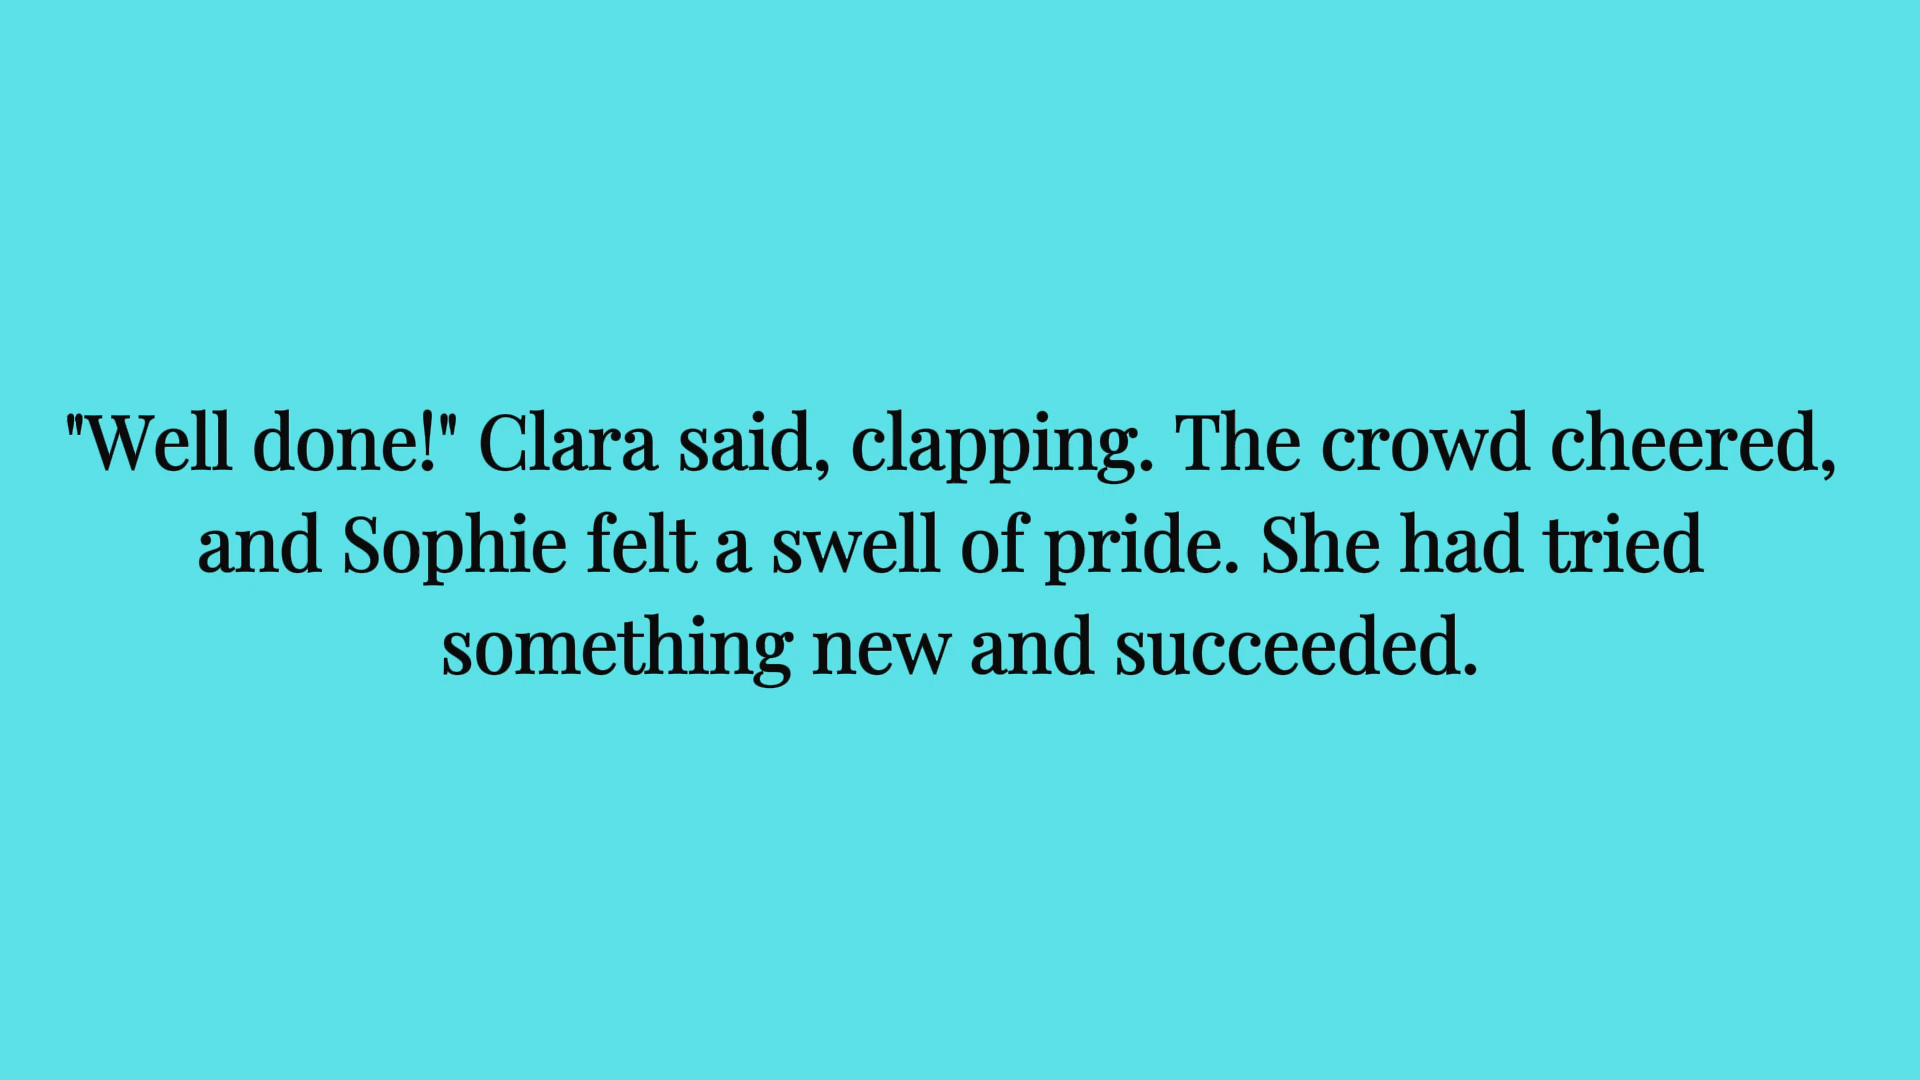 "Well done!" Clara said, clapping. The crowd cheered,
and Sophie felt a swell of pride. She had tried
something new and succeeded.